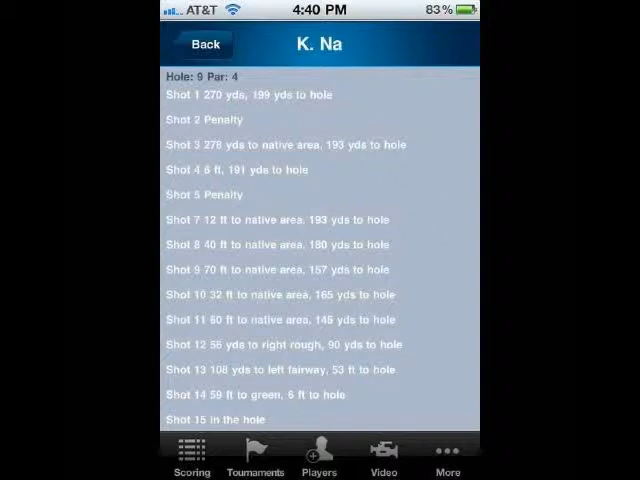 AT&T 4:40 PM 83%
Back K. Na
Hole: 9 Par: 4
Shot 1 270 yds, 199 yds to hole
Shot 2 Penalty
Shot 3 278 yds to native area, 193 yds to hole
Shot 4 6 ft, 191 yds to hole
Shot 5 Penalty
Shot 7 12 ft to native area, 193 yds to hole
Shot 8 40 ft to native area, 180 yds to hole
Shot 9 70 ft to native area, 157 yds to hole
Shot 10 32 ft to native area, 165 yds to hole
Shot 11 60 ft to native area, 145 yds to hole
Shot 12 56 yds to right rough, 90 yds to hole
Shot 13 108 yds to left fairway, 53 ft to hole
Shot 14 59 ft to green, 6 ft to hole
Shot 15 in the hole
Scoring Tournaments Players Video More